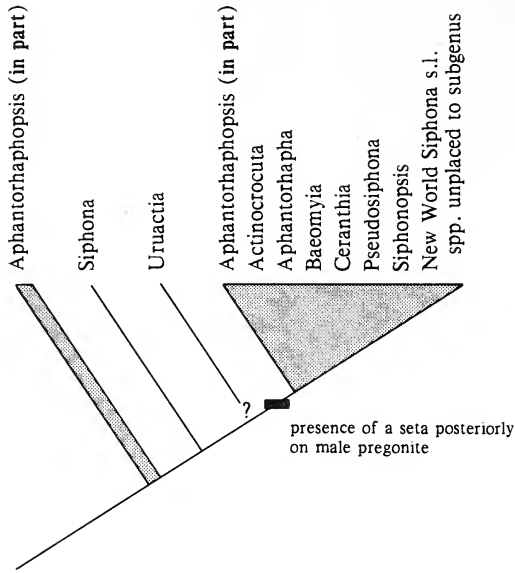 Aphantorhaphopsis (in part)
Siphona
Uruactia
Aphantorhaphopsis (in part)
Actinocrocuta
Aphantorhapha
Baeomyia
Ceranthia
Pseudosiphona
Siphonopsis
New World Siphona s.l.
spp. unplaced to subgenus
?
presence of a seta posteriorly
on male pregonite